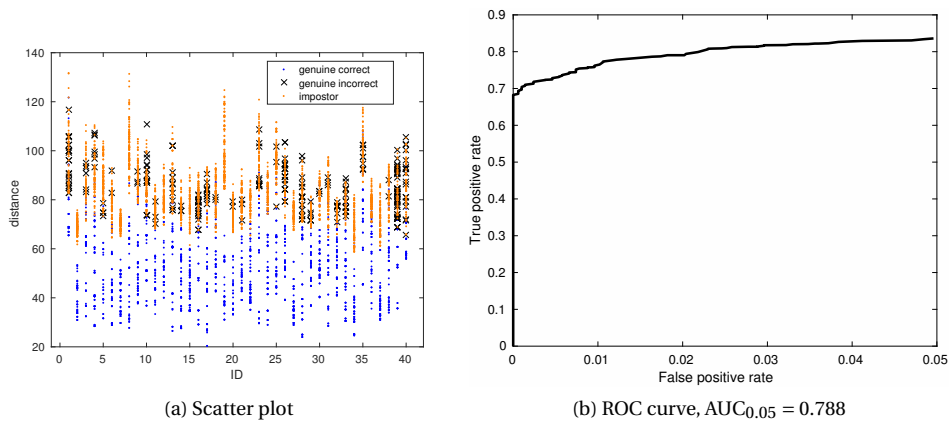 140
120
100
80
60
40
20
0 5 10 15 20 25 30 35 40
distance
ID
genuine correct
genuine incorrect
impostor
(a) Scatter plot
0.9
0.8
0.7
0.6
0.5
0.4
0.3
0.2
0.1
0
0 0.01 0.02 0.03 0.04 0.05
True positive rate
False positive rate
(b) ROC curve, AUC0.05 = 0.788